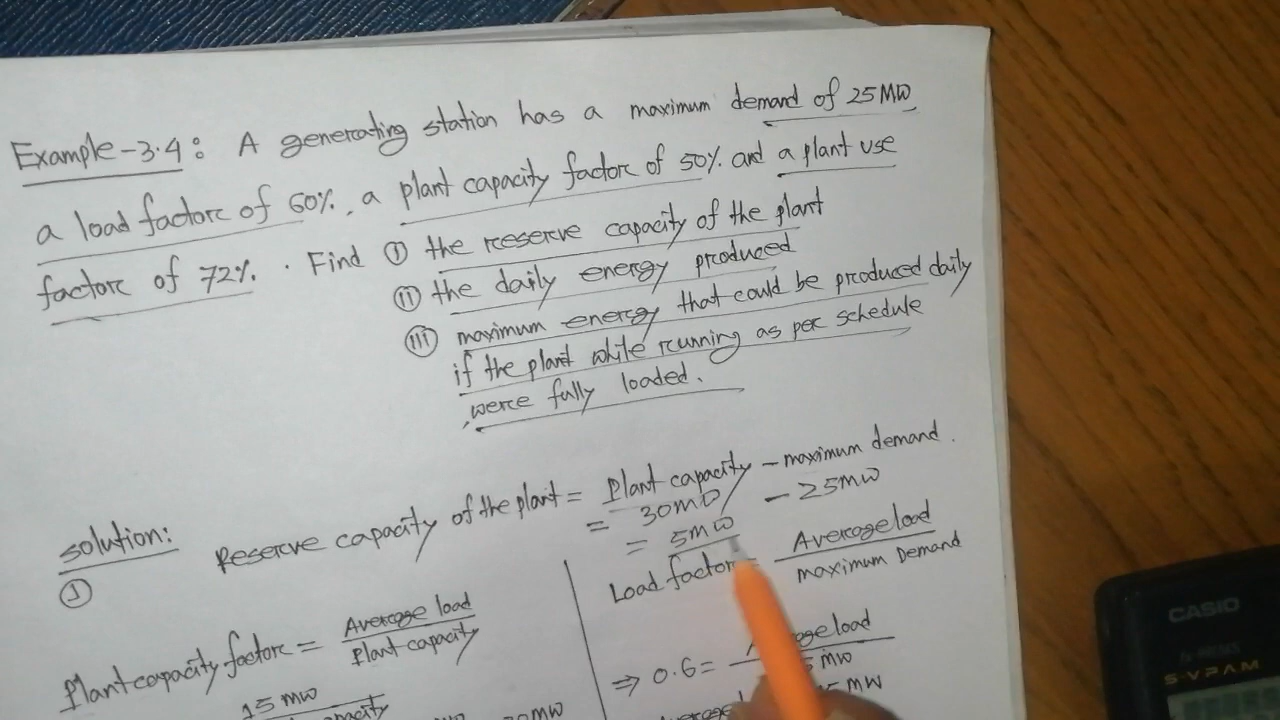 Example-3.4: A generating station has a maximum demand of 25MW
a load factor of 60%, a plant capacity factor of 50% and a plant use
factor of 72%. Find (I) the reserve capacity of the plant
(II) the daily energy produced
(III) maximum energy that could be produced daily
if the plant while running as per schedule
were fully loaded.
Solution: Reserve capacity of the plant = Plant capacity - maximum demand.
= 30MW - 25MW
= 5MW
(I)
Plant capacity factor = Average load / Plant capacity
15 MW
Load factor = Average load / maximum Demand
⇒ 0.6 = load
MW
MW
CASIO
S-V.P.A.M.